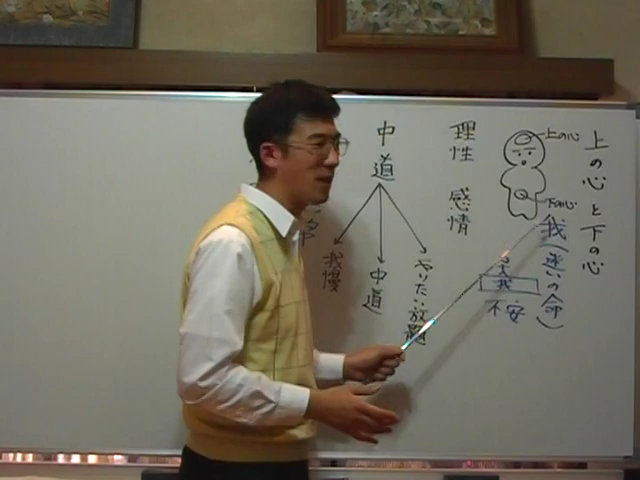 上の心と下の心
上の心
下の心
我(迷いの命)
不安
理性 感情
中道
やりたい放題
中道
我慢